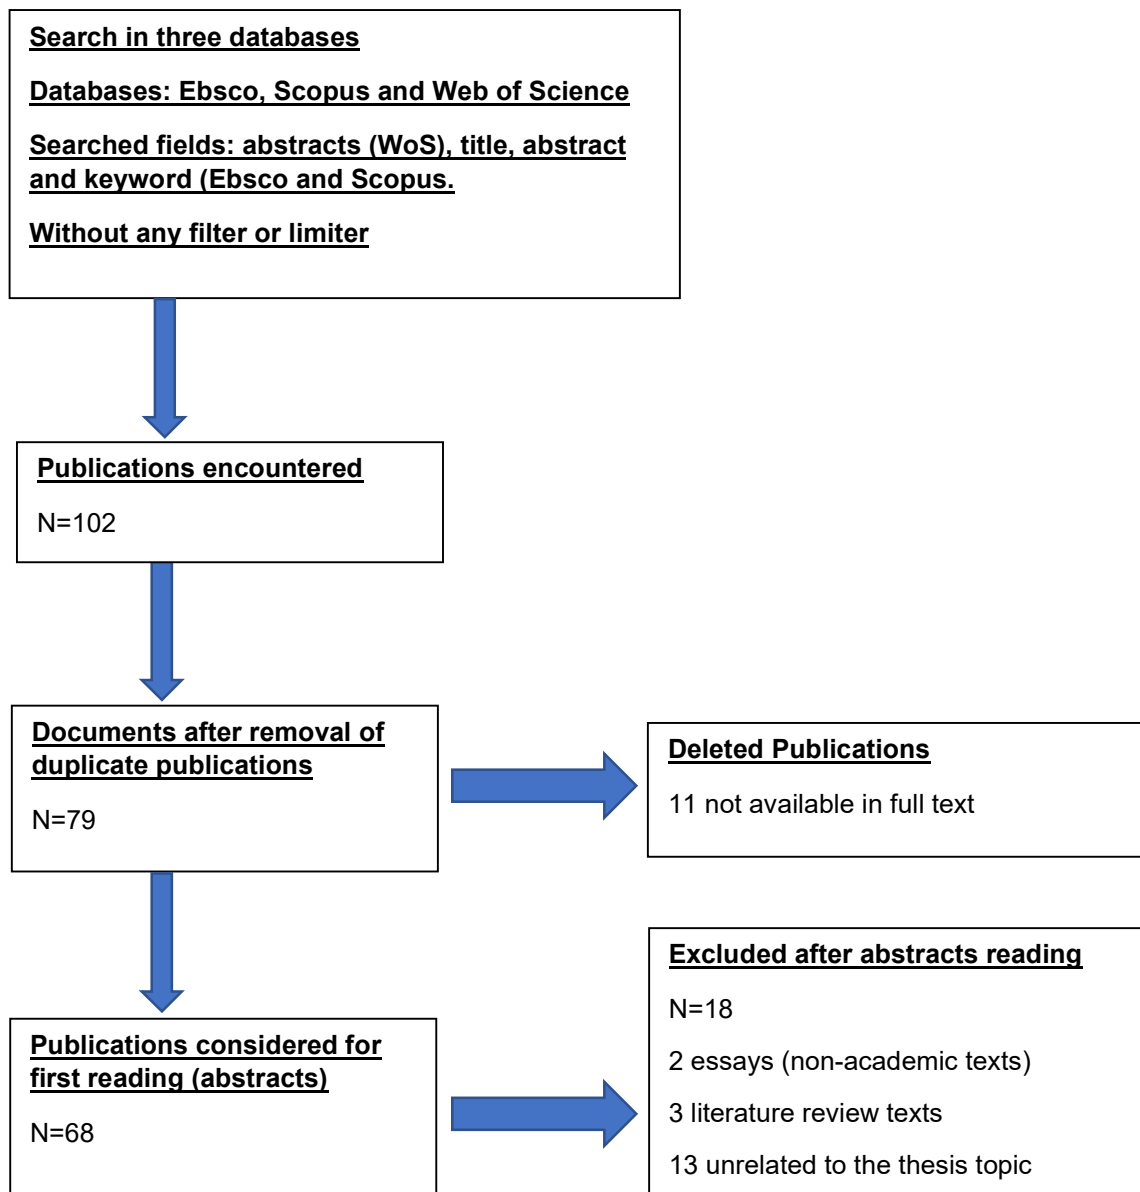 Search in three databases
Databases: Ebsco, Scopus and Web of Science
Searched fields: abstracts (WoS), title, abstract
and keyword (Ebsco and Scopus.
Without any filter or limiter
Publications encountered
N=102
Documents after removal of
duplicate publications
N=79
Deleted Publications
11 not available in full text
Publications considered for
first reading (abstracts)
N=68
Excluded after abstracts reading
N=18
2 essays (non-academic texts)
3 literature review texts
13 unrelated to the thesis topic